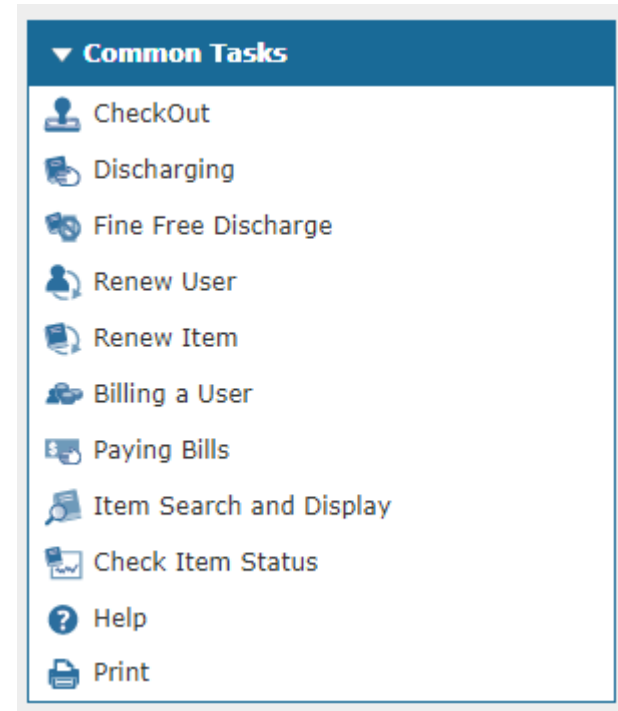 Common Tasks
CheckOut
Discharging
Fine Free Discharge
Renew User
Renew Item
Billing a User
Paying Bills
Item Search and Display
Check Item Status
Help
Print